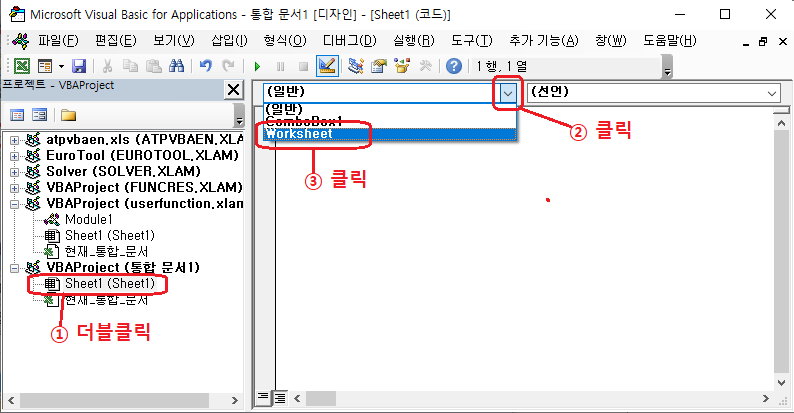 Microsoft Visual Basic for Applications - 통합 문서1 [디자인] - [Sheet1 (코드)]
파일(F) 편집(E) 보기(V) 삽입(I) 형식(O) 디버그(D) 실행(R) 도구(T) 추가 기능(A) 창(W) 도움말(H)
1 행, 1 열
프로젝트 - VBAProject
(일반) (선언)
(일반)
ComboBox1
Worksheet
② 클릭
③ 클릭
atpvbaen.xls (ATPVBAEN.XLAM)
EuroTool (EUROTOOL.XLAM)
Solver (SOLVER.XLAM)
VBAProject (FUNCRES.XLAM)
VBAProject (userfunction.xlam
Module1
Sheet1 (Sheet1)
현재_통합_문서
VBAProject (통합 문서1)
Sheet1 (Sheet1)
현재_통합_문서
① 더블클릭